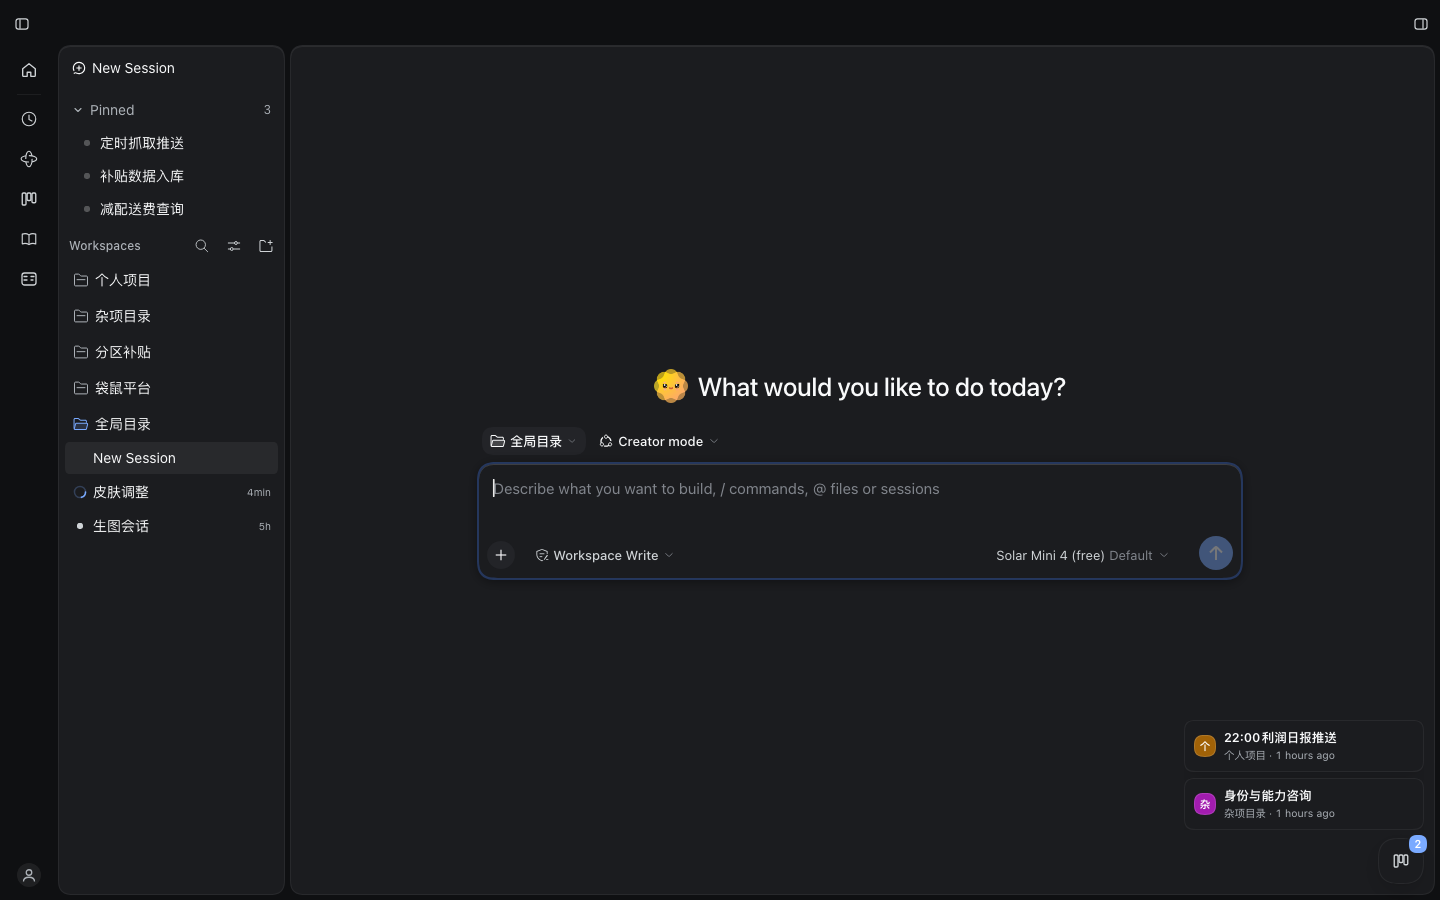 New Session
Pinned 3
定时抓取推送
补贴数据入库
减配送费查询
Workspaces
个人项目
杂项目录
分区补贴
袋鼠平台
全局目录
New Session
皮肤调整 4min
生图会话 5h
What would you like to do today?
全局目录 Creator mode
Describe what you want to build, / commands, @ files or sessions
Workspace Write Solar Mini 4 (free) Default
个 22:00利润日报推送
个人项目 · 1 hours ago
杂 身份与能力咨询
杂项目录 · 1 hours ago
2